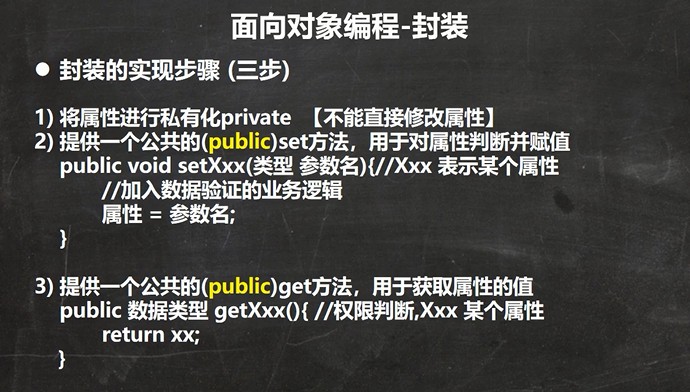 面向对象编程-封装
● 封装的实现步骤 (三步)
1) 将属性进行私有化private 【不能直接修改属性】
2) 提供一个公共的(public)set方法，用于对属性判断并赋值
public void setXxx(类型 参数名){//Xxx 表示某个属性
//加入数据验证的业务逻辑
属性 = 参数名;
}
3) 提供一个公共的(public)get方法，用于获取属性的值
public 数据类型 getXxx(){ //权限判断,Xxx 某个属性
return xx;
}